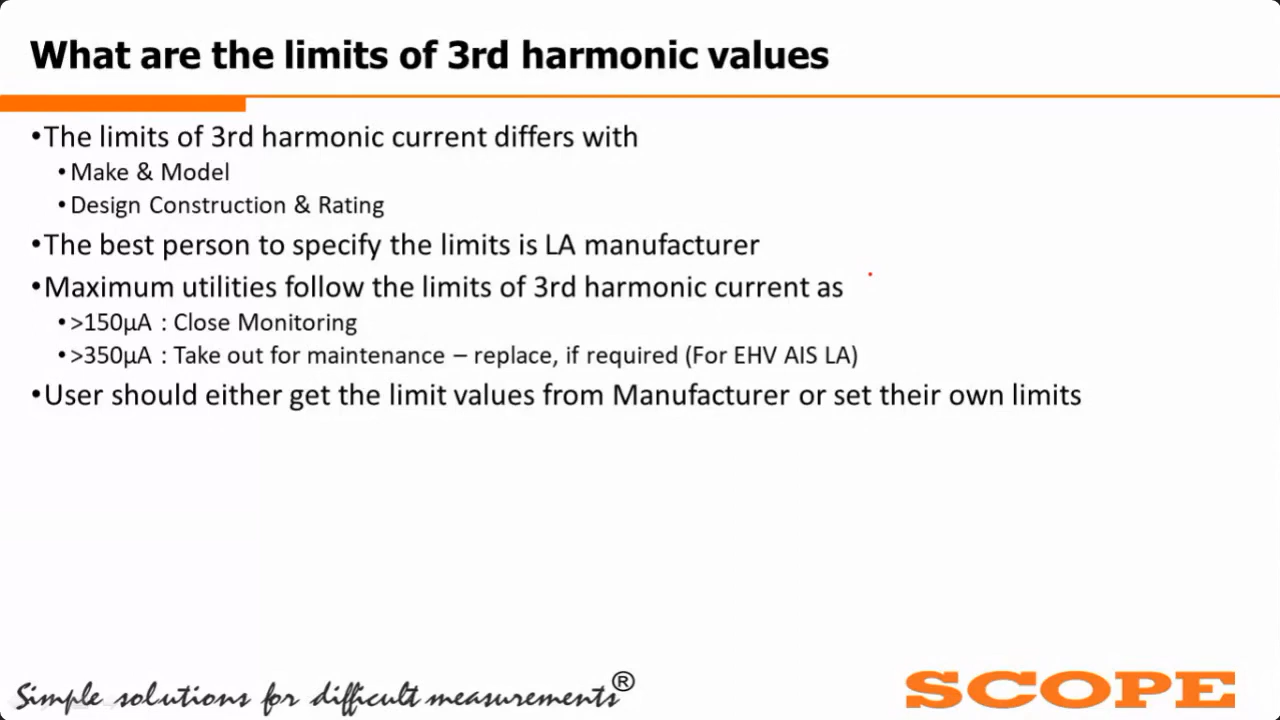 What are the limits of 3rd harmonic values
•The limits of 3rd harmonic current differs with
•Make & Model
•Design Construction & Rating
•The best person to specify the limits is LA manufacturer
•Maximum utilities follow the limits of 3rd harmonic current as
•>150µA : Close Monitoring
•>350µA : Take out for maintenance – replace, if required (For EHV AIS LA)
•User should either get the limit values from Manufacturer or set their own limits
Simple solutions for difficult measurements®
SCOPE